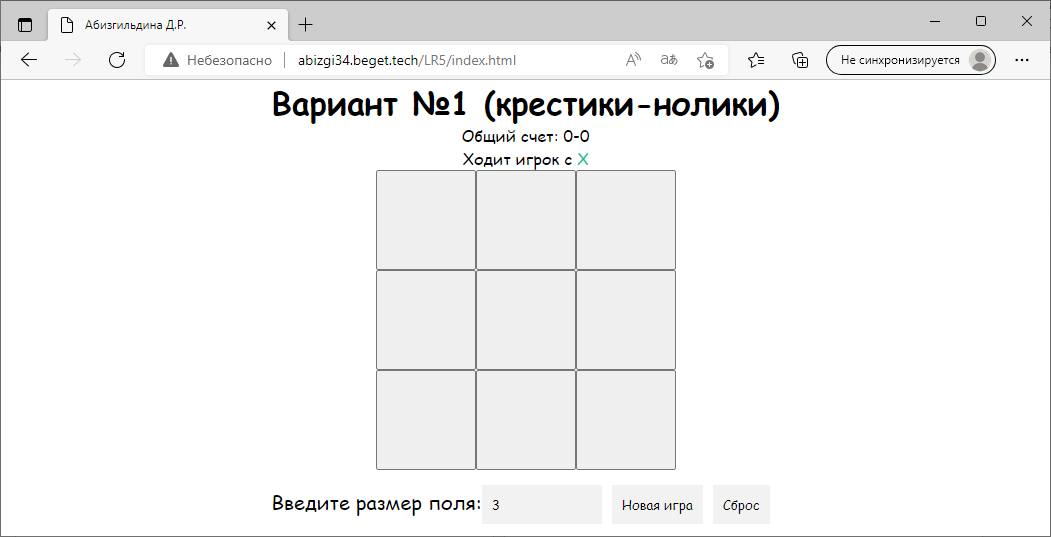 Абизгильдина Д.Р.
Небезопасно abizgi34.beget.tech/LR5/index.html Не синхронизируется
Вариант №1 (крестики-нолики)
Общий счет: 0-0
Ходит игрок с X
Введите размер поля: 3 Новая игра Сброс